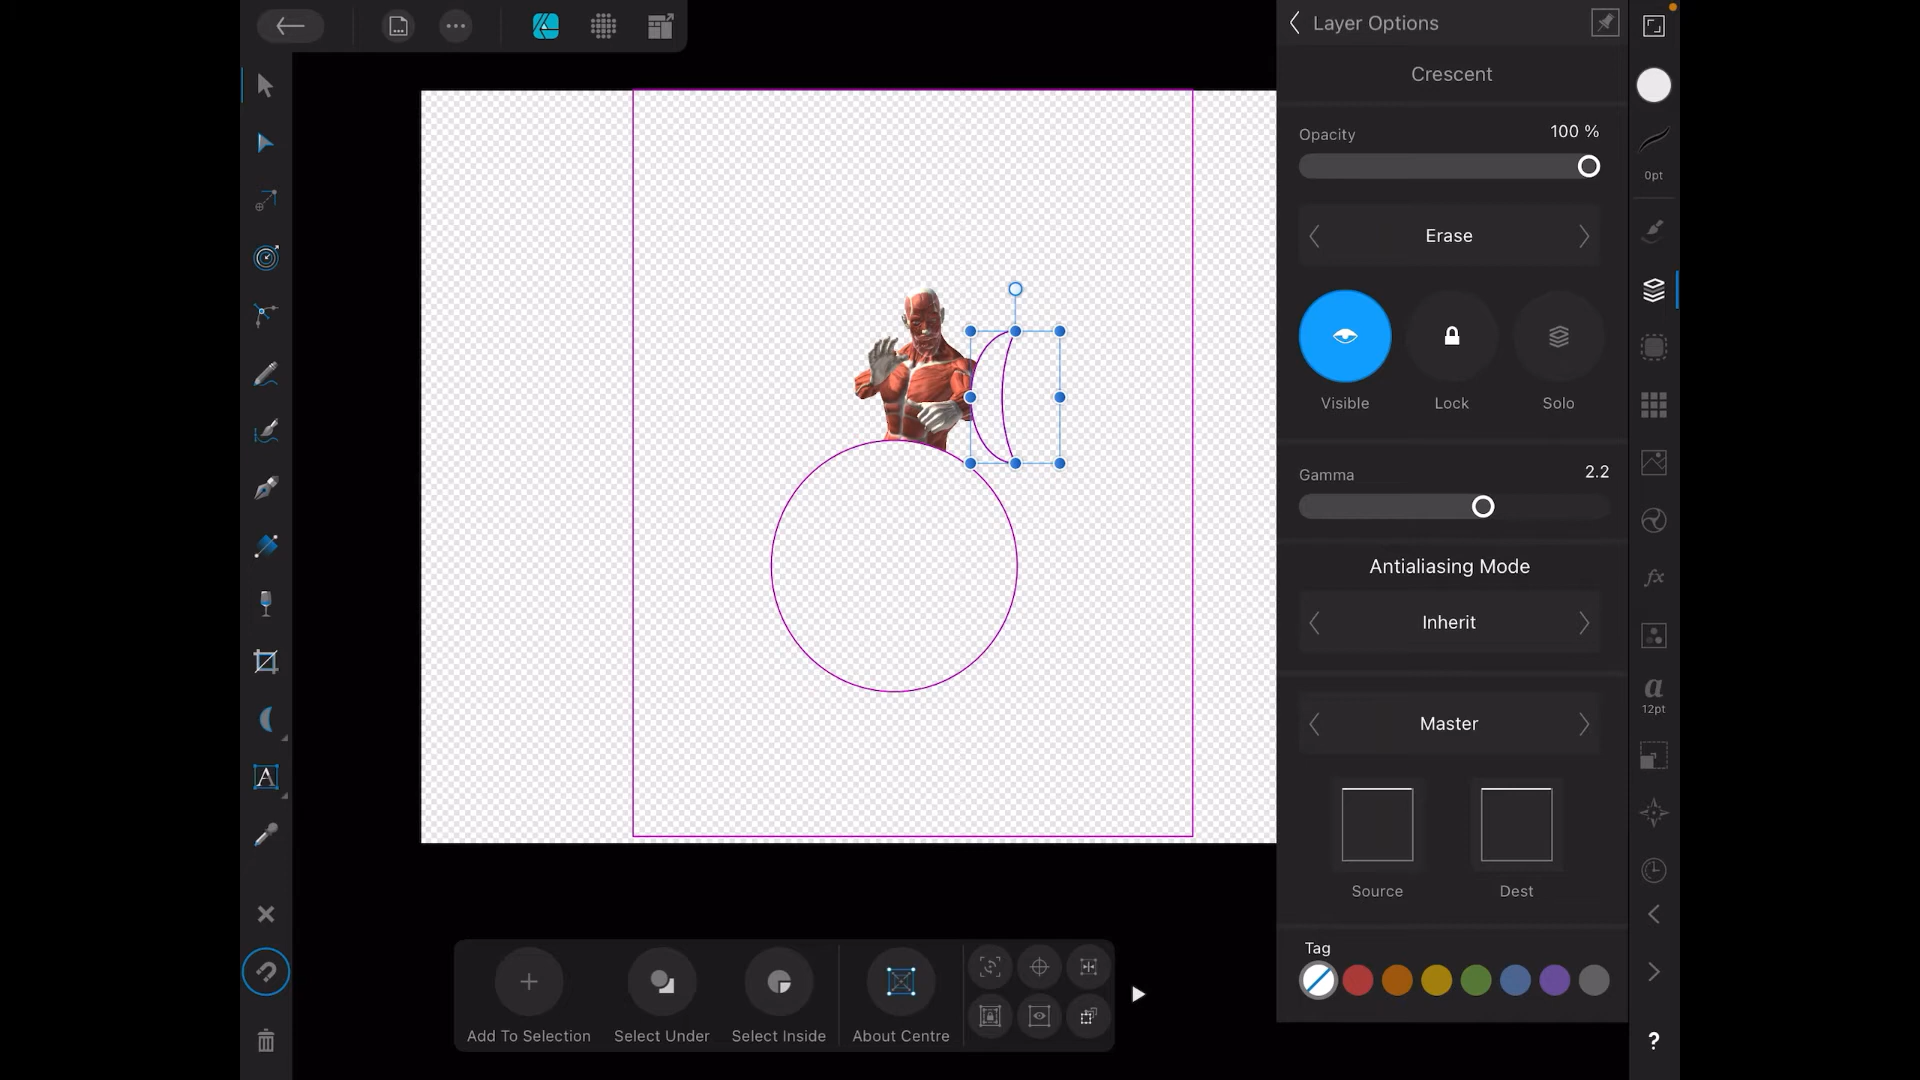 Layer Options
Crescent
Opacity
100 %
0pt
Erase
Visible
Lock
Solo
Gamma
2.2
Antialiasing Mode
Inherit
a
12pt
Master
Source
Dest
Tag
A
Add To Selection
Select Under
Select Inside
About Centre
fx
?